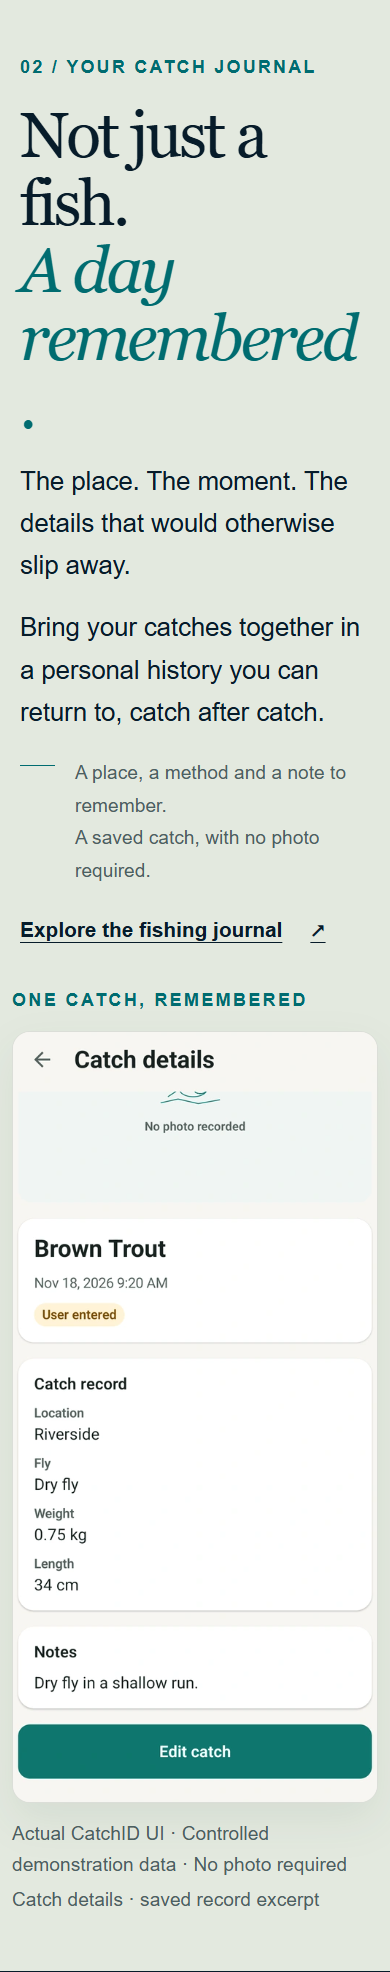 02 / YOUR CATCH JOURNAL
Not just a
fish.
A day
remembered
.
The place. The moment. The
details that would otherwise
slip away.
Bring your catches together in
a personal history you can
return to, catch after catch.
A place, a method and a note to
remember.
A saved catch, with no photo
required.
Explore the fishing journal ↗
ONE CATCH, REMEMBERED
← Catch details
No photo recorded
Brown Trout
Nov 18, 2026 9:20 AM
User entered
Catch record
Location
Riverside
Fly
Dry fly
Weight
0.75 kg
Length
34 cm
Notes
Dry fly in a shallow run.
Edit catch
Actual CatchID UI · Controlled
demonstration data · No photo required
Catch details · saved record excerpt